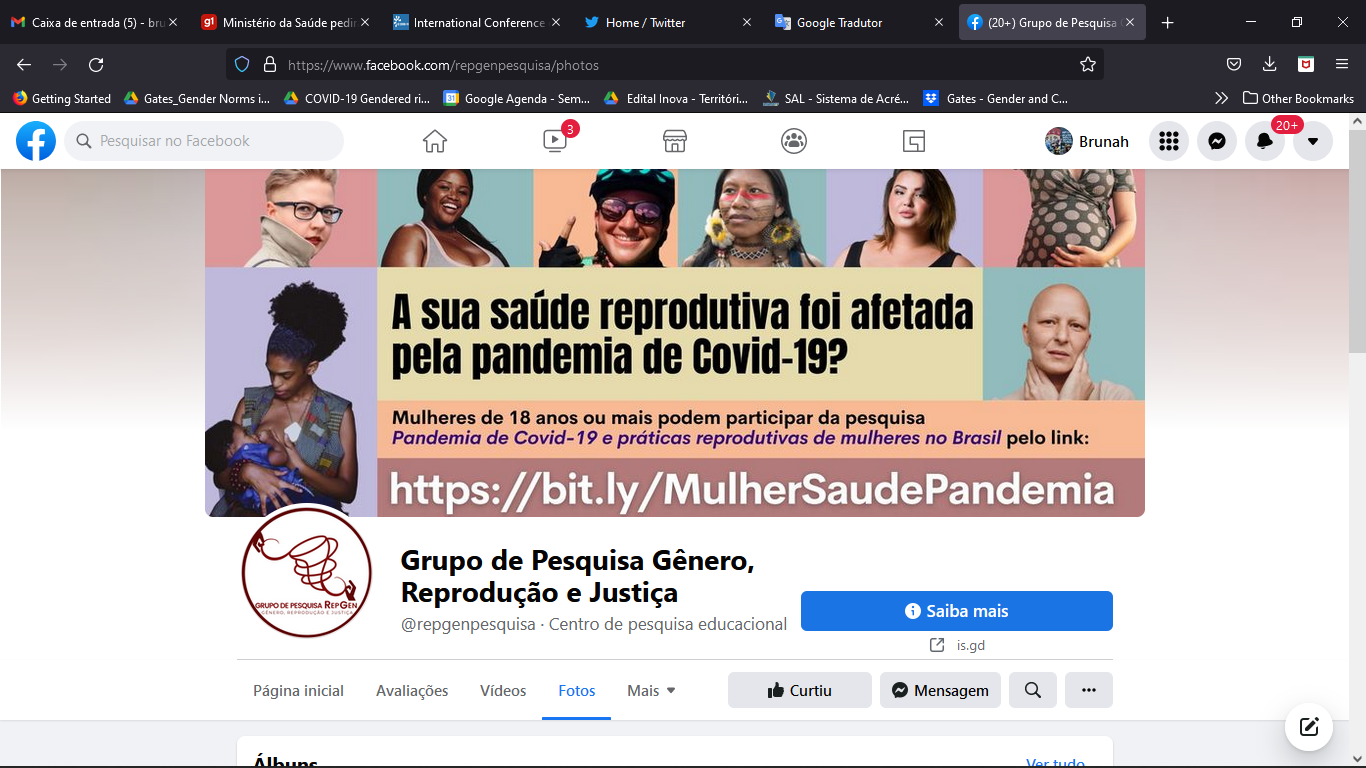 Caixa de entrada (5) - bru
Ministério da Saúde pedir
International Conference
Home / Twitter
Google Tradutor
(20+) Grupo de Pesquisa G
https://www.facebook.com/repgenpesquisa/photos
Getting Started
Gates_Gender Norms i...
COVID-19 Gendered ri...
Google Agenda - Sem...
Edital Inova - Territóri...
SAL - Sistema de Acré...
Gates - Gender and C...
Other Bookmarks
Pesquisar no Facebook
3
Brunah
20+
A sua saúde reprodutiva foi afetada
pela pandemia de Covid-19?
Mulheres de 18 anos ou mais podem participar da pesquisa
Pandemia de Covid-19 e práticas reprodutivas de mulheres no Brasil pelo link:
https://bit.ly/MulherSaudePandemia
GRUPO DE PESQUISA REPGEN
GÊNERO, REPRODUÇÃO E JUSTIÇA
Grupo de Pesquisa Gênero,
Reprodução e Justiça
@repgenpesquisa · Centro de pesquisa educacional
Saiba mais
is.gd
Página inicial
Avaliações
Vídeos
Fotos
Mais
Curtiu
Mensagem
Álbuns
Ver tudo